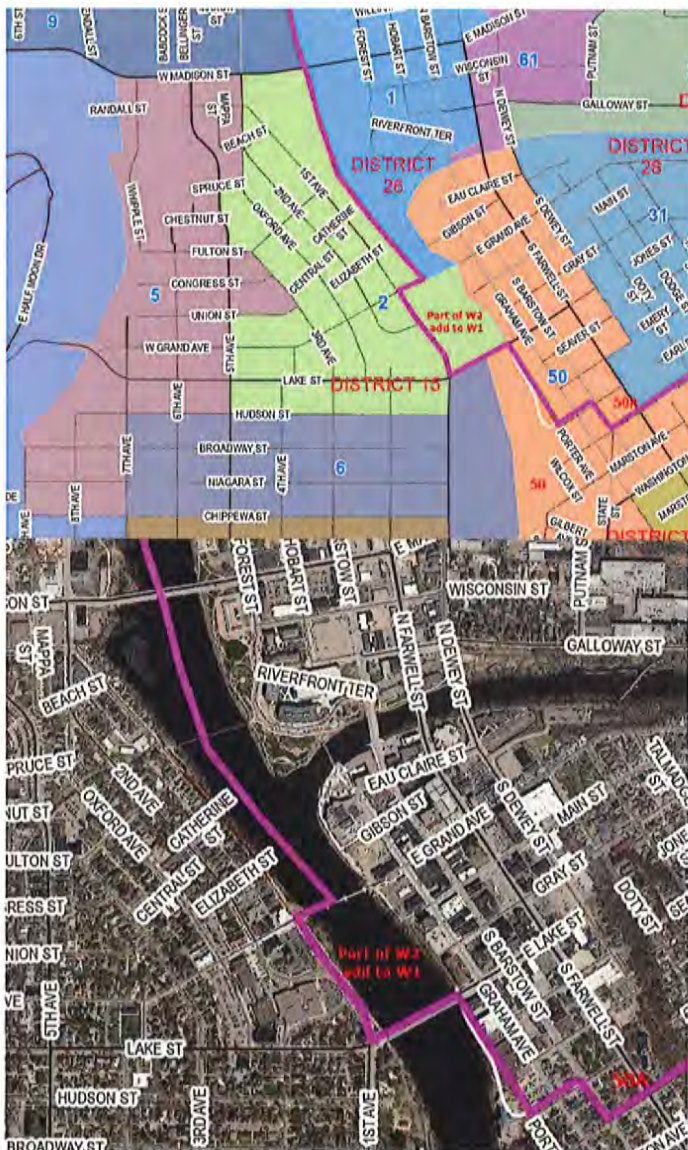 9
6TH ST
BABCOCK ST
BELLINGER ST
W MADISON ST
FOREST ST
HOBART ST
N BARSTOW ST
E MADISON ST
61
PUTNAM ST
WISCONSIN ST
N DEWEY ST
GALLOWAY ST
RANDALL ST
MAPPA ST
BEACH ST
1
RIVERFRONT TER
DISTRICT 26
DISTRICT 28
31
1ST AVE
2ND AVE
SPRUCE ST
OXFORD AVE
CATHERINE ST
WHIPPLE ST
CHESTNUT ST
FULTON ST
CENTRAL ST
ELIZABETH ST
EAU CLAIRE ST
GIBSON ST
E GRAND AVE
S DEWEY ST
S FARWELL ST
MAIN ST
GRAY ST
JONES ST
DODGE ST
DOTY ST
EMERY ST
E HALF MOON DR
5
CONGRESS ST
UNION ST
2
3RD AVE
Part of W2
add to W1
S BARSTOW ST
GRAHAM AVE
SEAVER ST
W GRAND AVE
5TH AVE
6TH AVE
LAKE ST
DISTRICT 15
50
50A
HUDSON ST
7TH AVE
BROADWAY ST
4TH AVE
6
NIAGARA ST
8TH AVE
CHIPPEWA ST
50
PORTER AVE
WILCOX ST
MARSTON AVE
WASHINGTON
GILBERT
STATE ST
DISTRICT
FOREST ST
HOBART ST
WISCONSIN ST
PUTNAM ST
MAPPA ST
BEACH ST
N FARWELL ST
N DEWEY ST
GALLOWAY ST
RIVERFRONT TER
2ND AVE
OXFORD AVE
CATHERINE ST
CENTRAL ST
ELIZABETH ST
EAU CLAIRE ST
GIBSON ST
E GRAND AVE
S DEWEY ST
MAIN ST
GRAY ST
DOTY ST
Part of W2
add to W1
E LAKE ST
S BARSTOW ST
GRAHAM AVE
S FARWELL ST
5TH AVE
LAKE ST
50A
HUDSON ST
3RD AVE
1ST AVE
BROADWAY ST